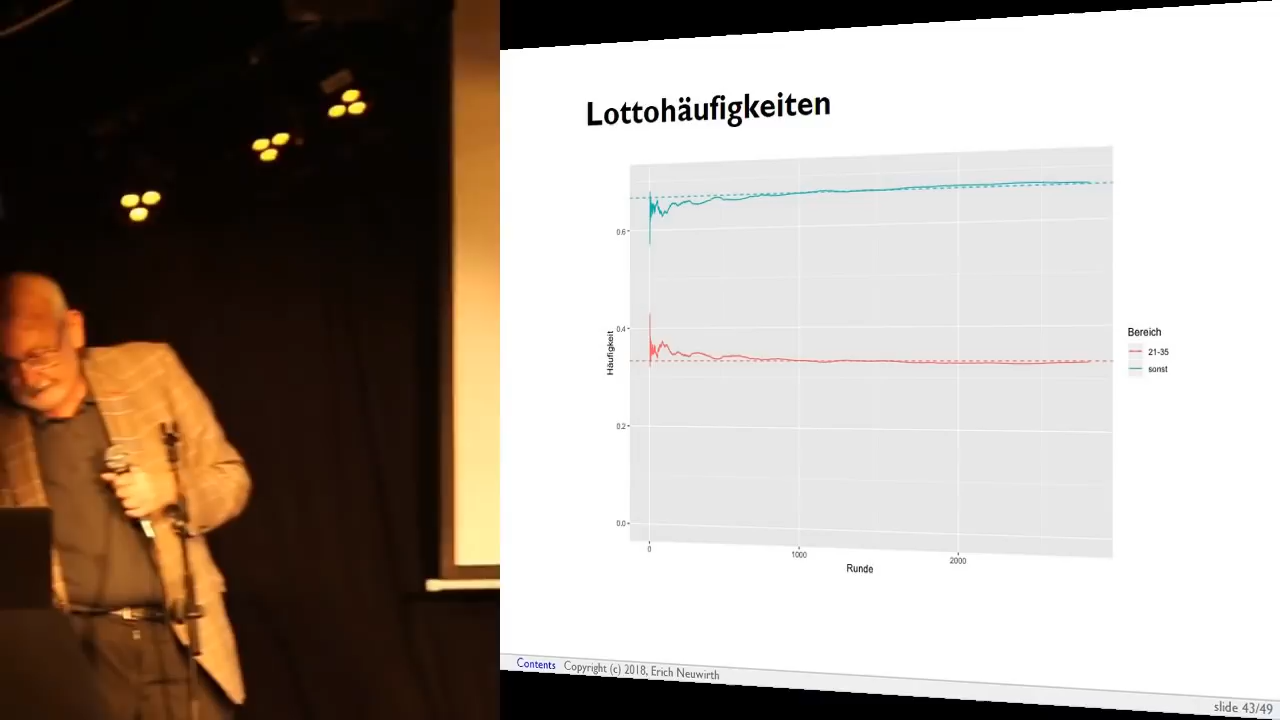 Lottohäufigkeiten
0.6
0.4
0.2
0.0
Häufigkeit
0
1000
2000
Runde
Bereich
21-35
sonst
Contents Copyright (c) 2018, Erich Neuwirth
slide 43/49